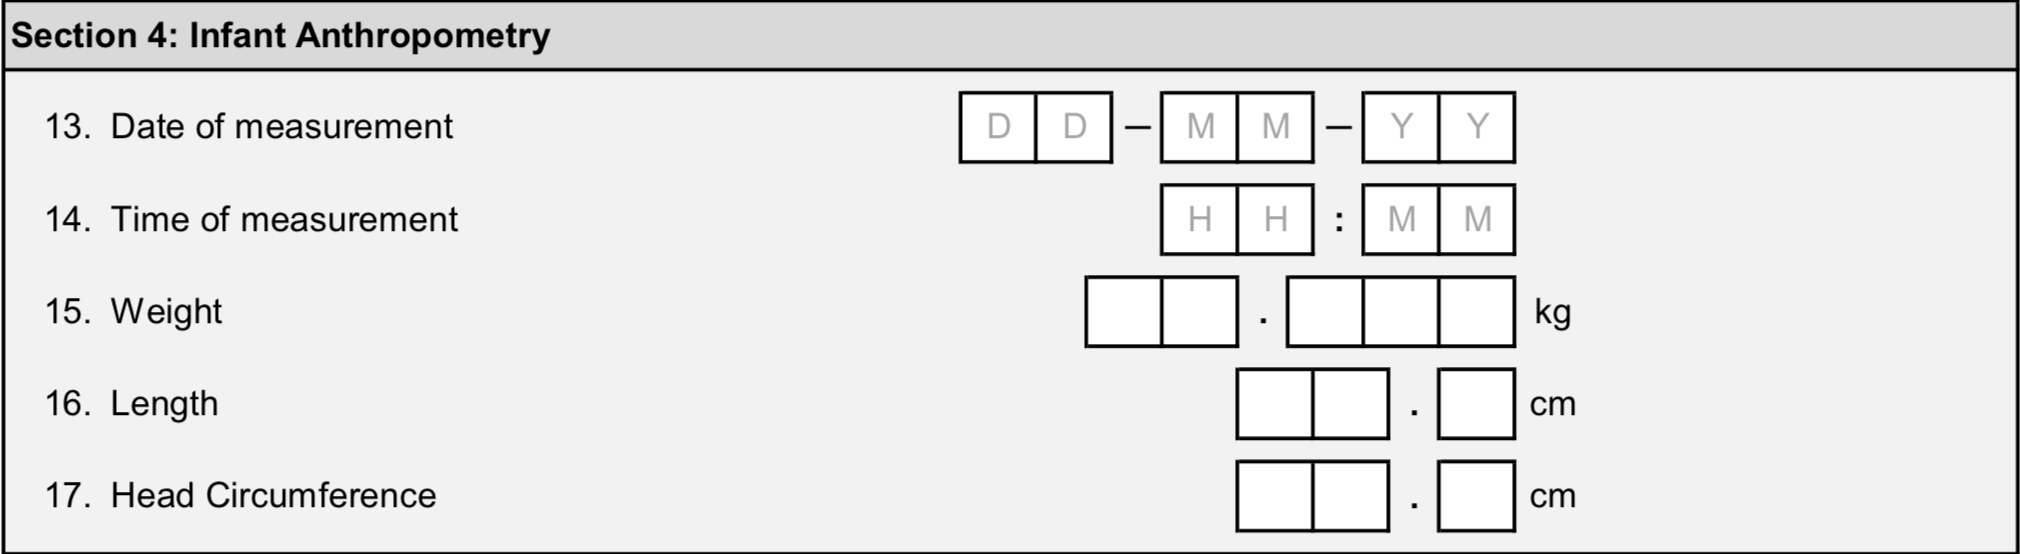 Section 4: Infant Anthropometry
13. Date of measurement D D – M M – Y Y
14. Time of measurement H H : M M
15. Weight . kg
16. Length . cm
17. Head Circumference . cm